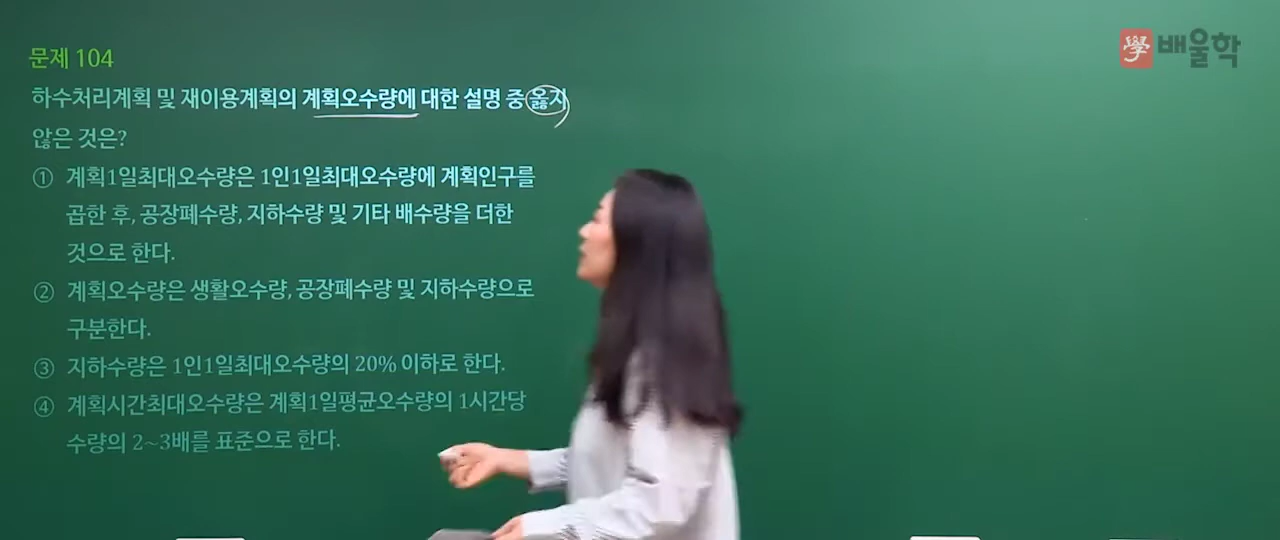 學 배울학
문제 104
하수처리계획 및 재이용계획의 계획오수량에 대한 설명 중 옳지
않은 것은?
① 계획1일최대오수량은 1인1일최대오수량에 계획인구를
곱한 후, 공장폐수량, 지하수량 및 기타 배수량을 더한
것으로 한다.
② 계획오수량은 생활오수량, 공장폐수량 및 지하수량으로
구분한다.
③ 지하수량은 1인1일최대오수량의 20% 이하로 한다.
④ 계획시간최대오수량은 계획1일평균오수량의 1시간당
수량의 2~3배를 표준으로 한다.